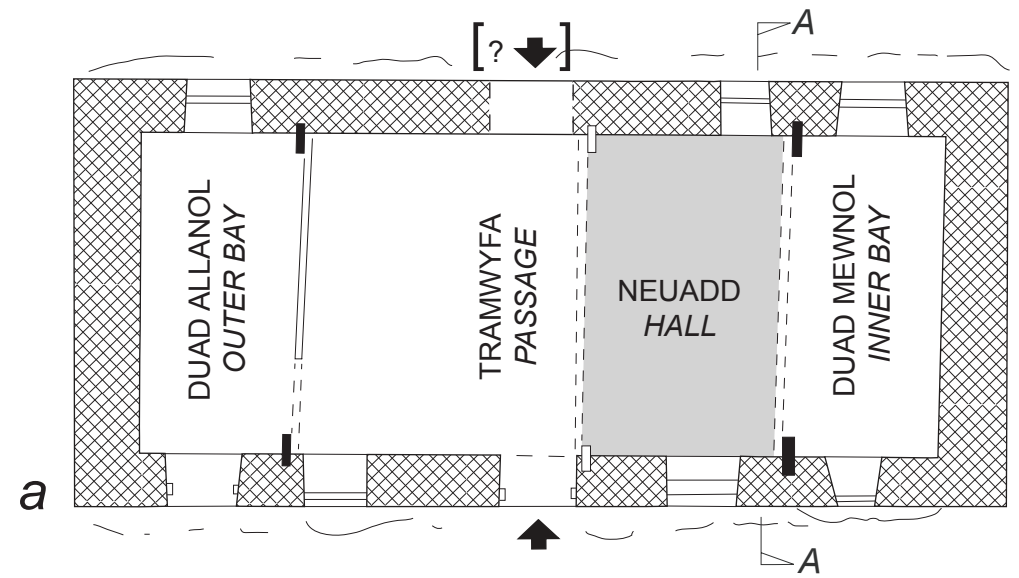 [?]
A
DUAD ALLANOL
OUTER BAY
TRAMWYFA
PASSAGE
NEUADD
HALL
DUAD MEWNOL
INNER BAY
a
A